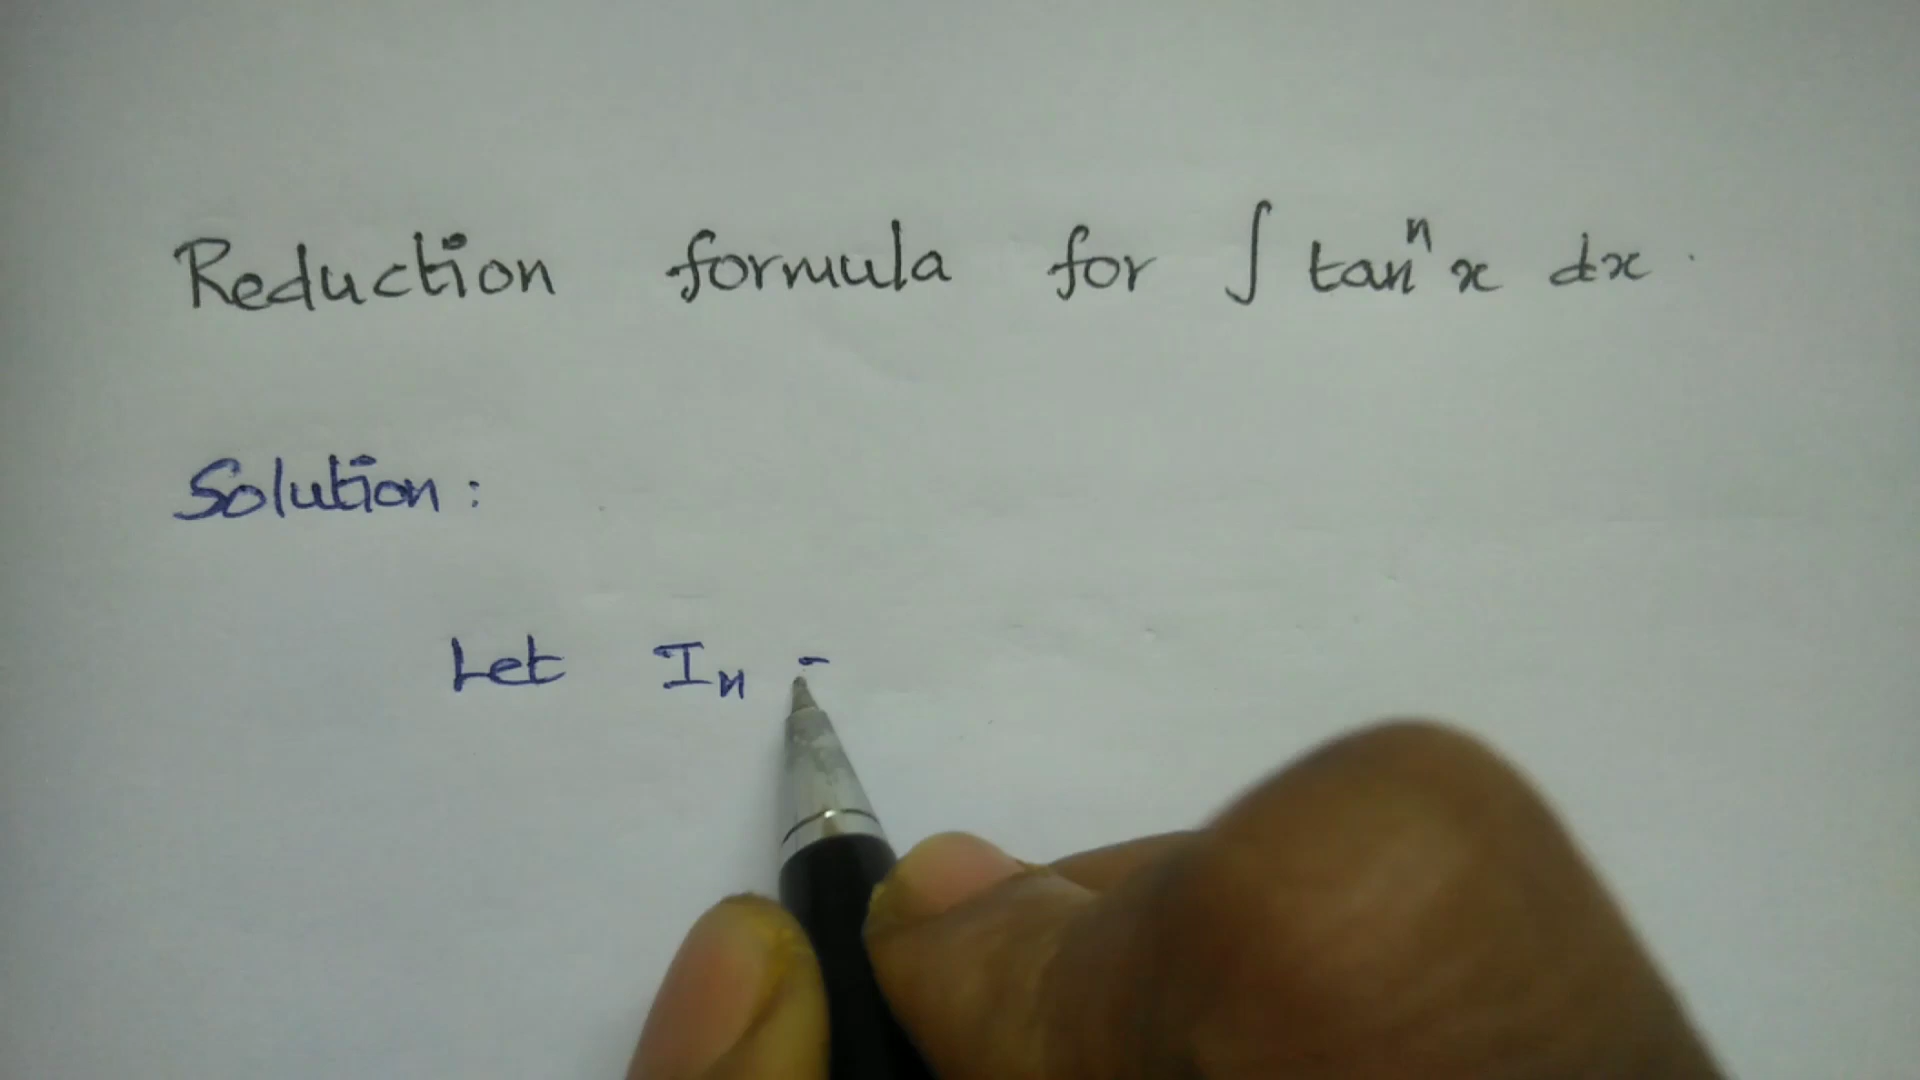 Reduction formula for ∫ tanⁿx dx.
Solution:
Let Iₙ =